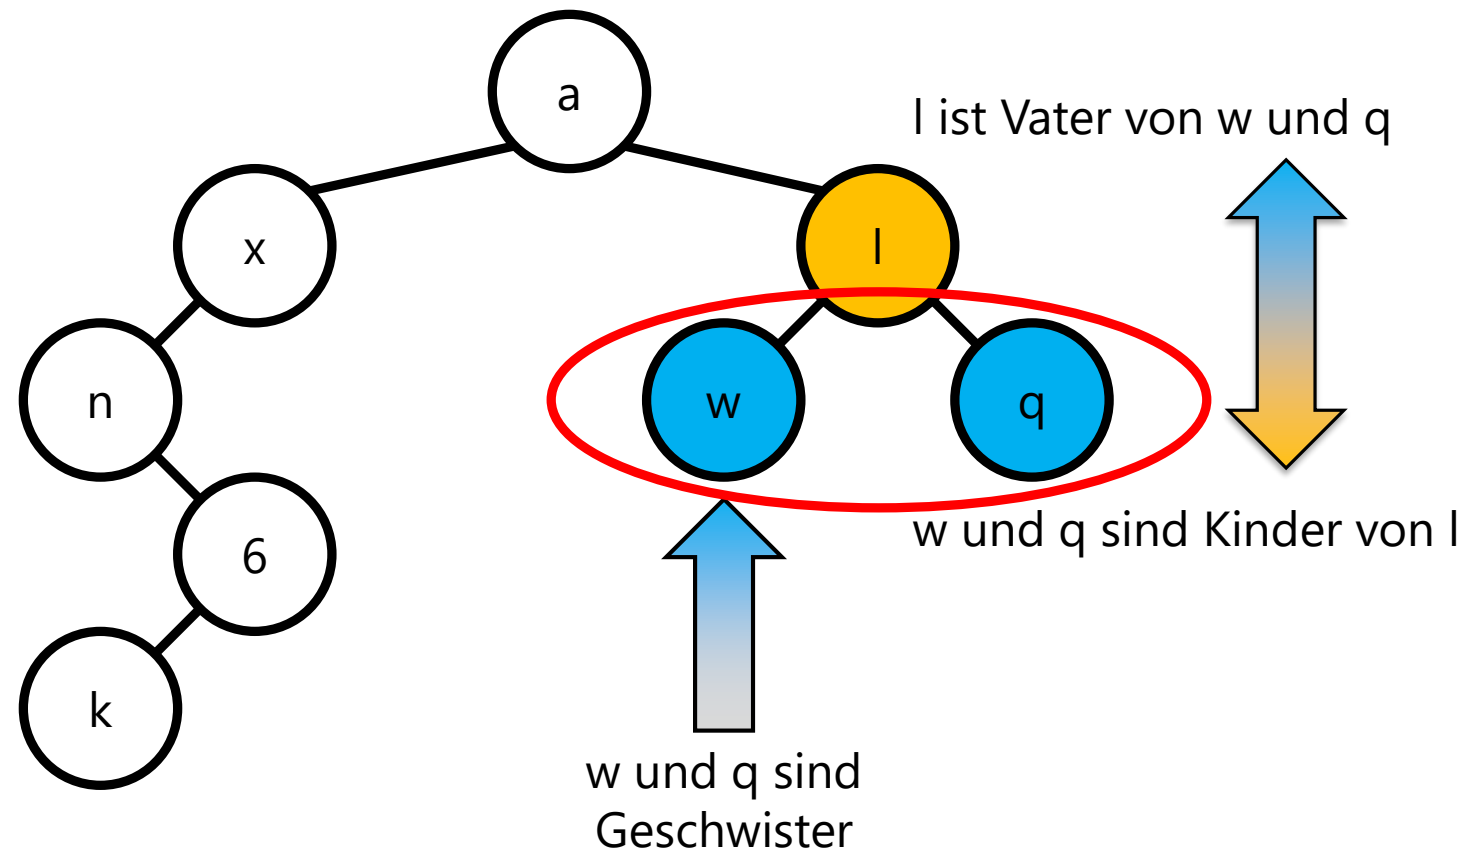 a
l ist Vater von w und q
x
l
n
w
q
w und q sind Kinder von l
6
k
w und q sind
Geschwister